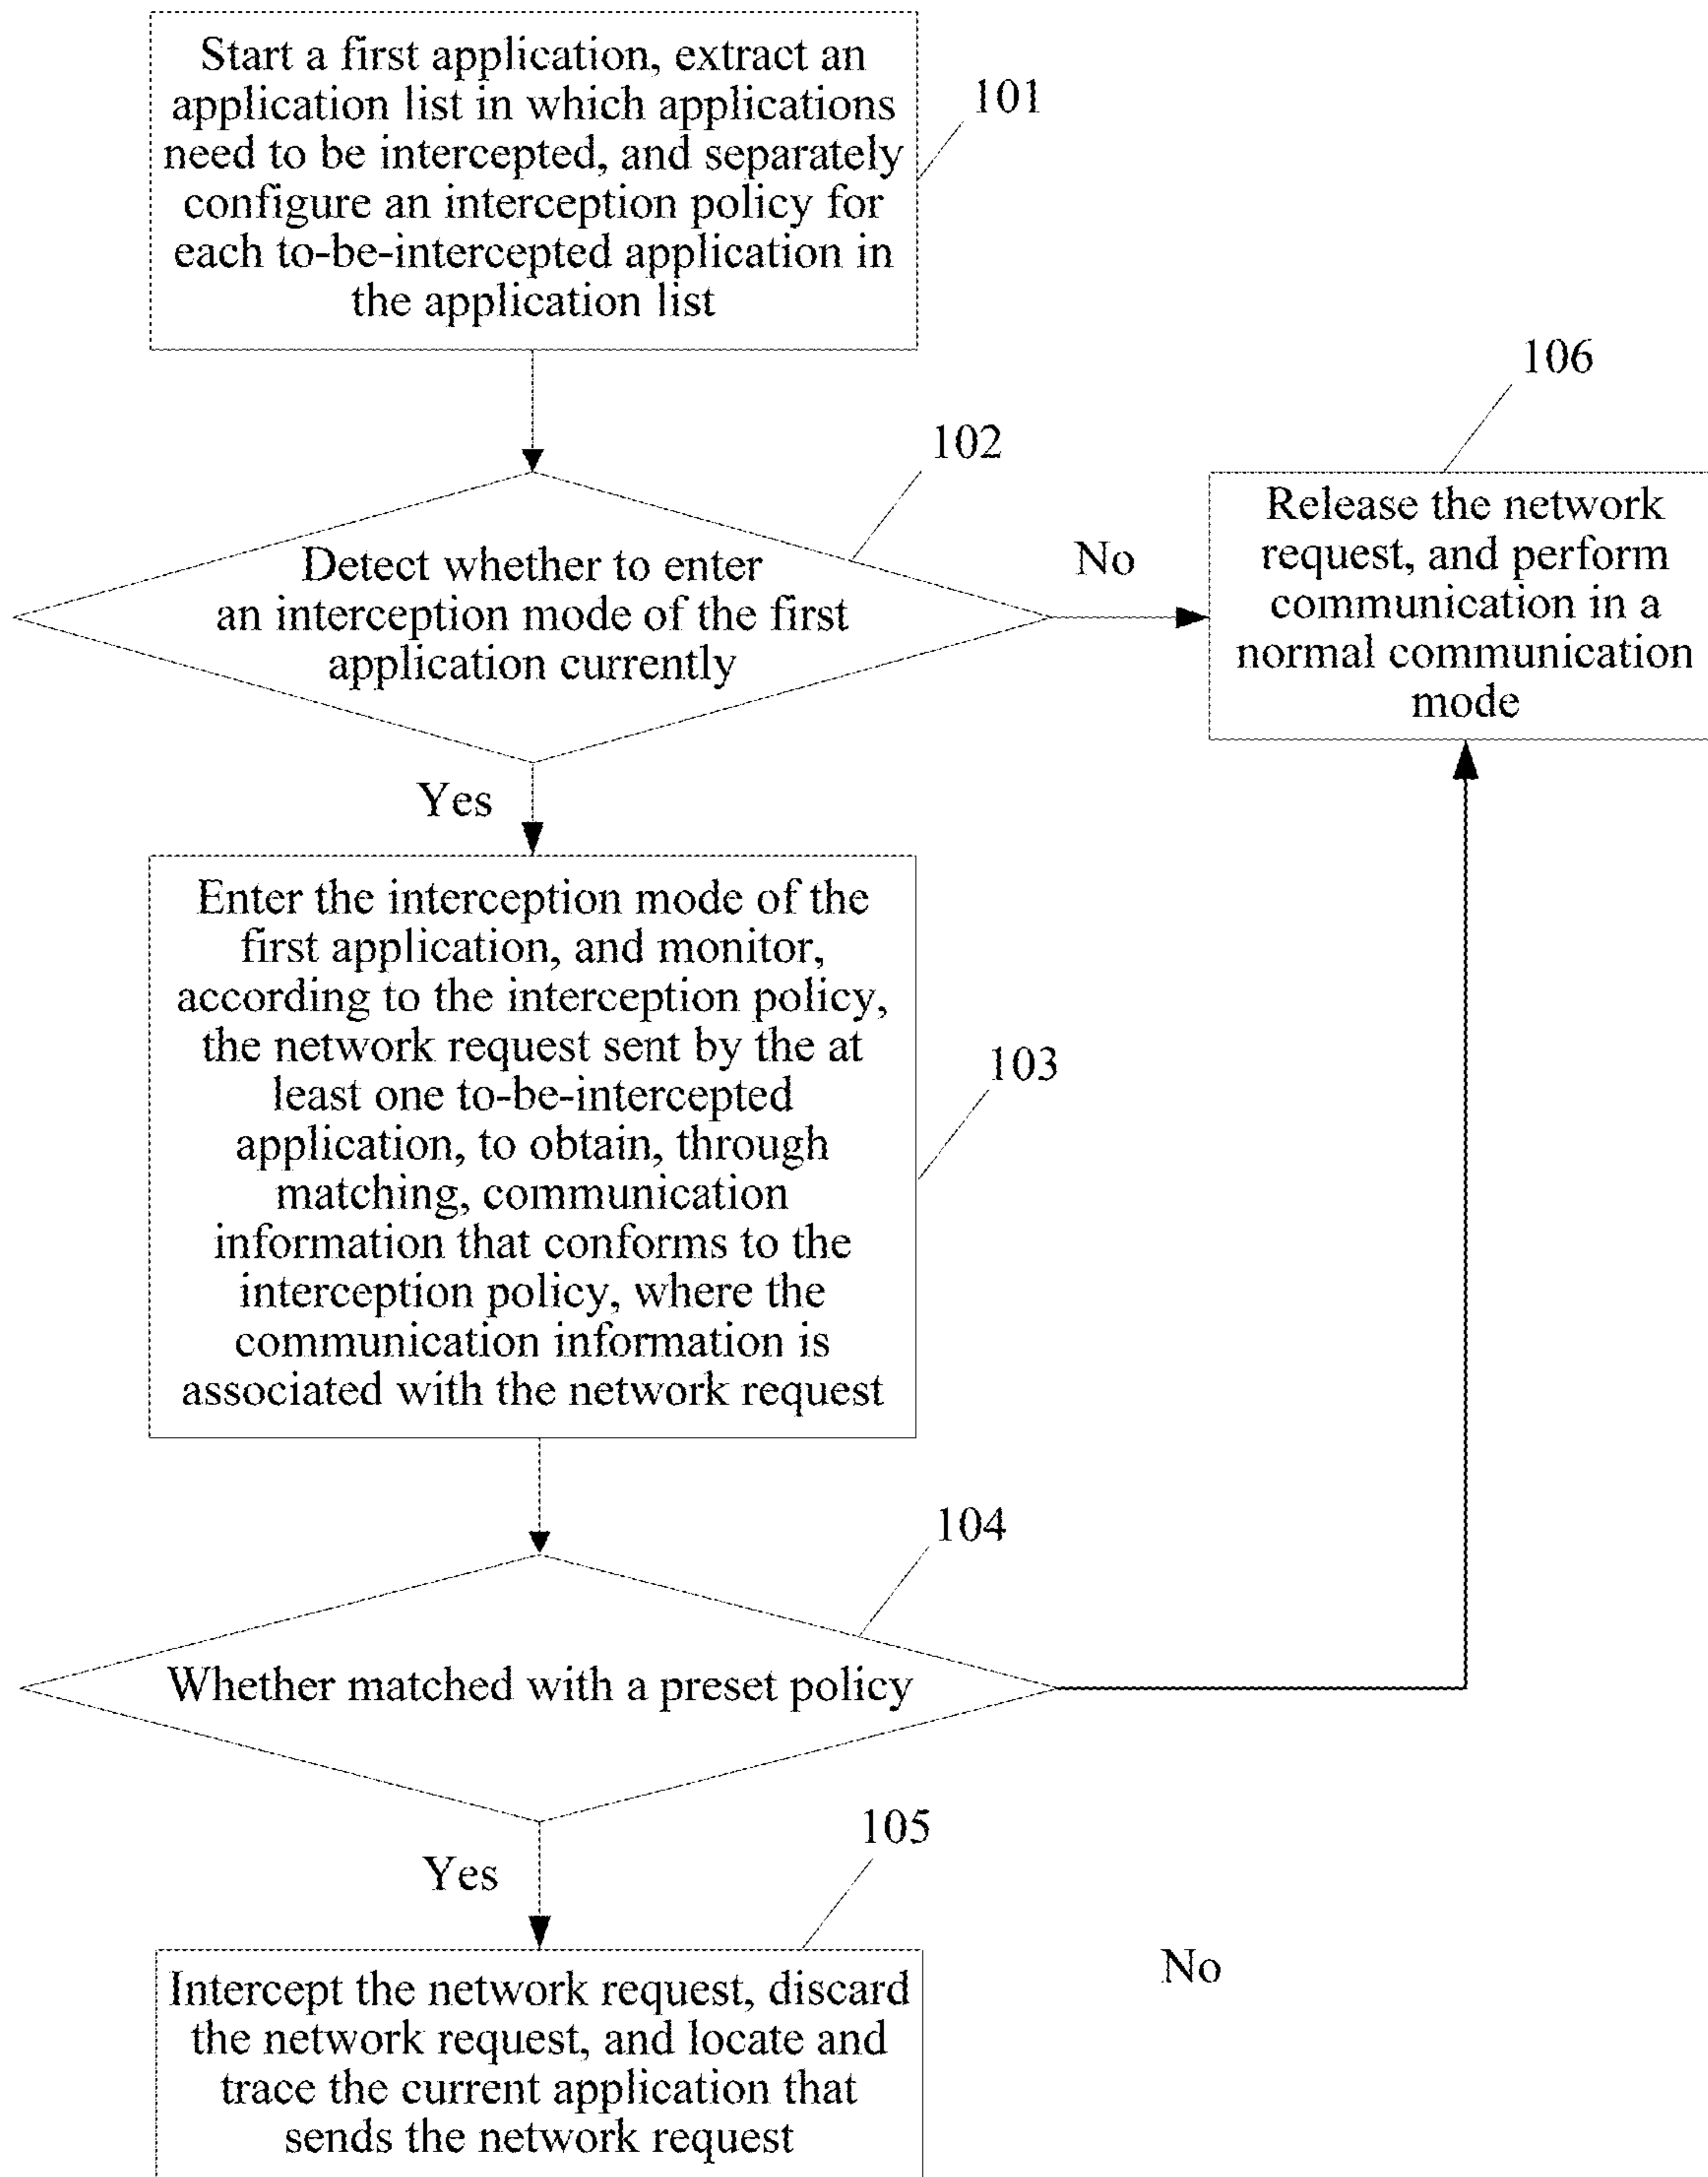 Start a first application, extract an
application list in which applications
need to be intercepted, and separately
configure an interception policy for
each to-be-intercepted application in
the application list
101
102
Detect whether to enter
an interception mode of the first
application currently
No
106
Release the network
request, and perform
communication in a
normal communication
mode
Yes
Enter the interception mode of the
first application, and monitor,
according to the interception policy,
the network request sent by the at
least one to-be-intercepted
application, to obtain, through
matching, communication
information that conforms to the
interception policy, where the
communication information is
associated with the network request
103
104
Whether matched with a preset policy
Yes
105
No
Intercept the network request, discard
the network request, and locate and
trace the current application that
sends the network request